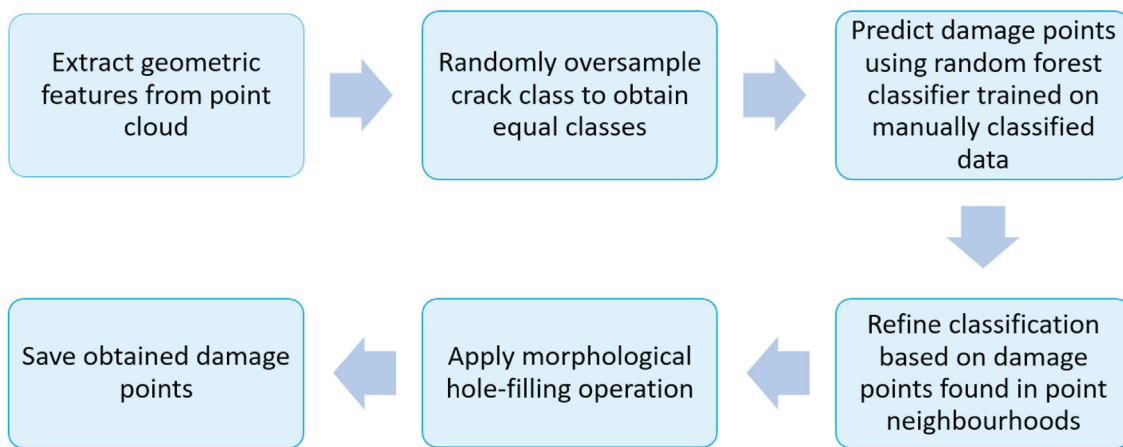 Extract geometric
features from point
cloud
Randomly oversample
crack class to obtain
equal classes
Predict damage points
using random forest
classifier trained on
manually classified
data
Refine classification
based on damage
points found in point
neighbourhoods
Apply morphological
hole-filling operation
Save obtained damage
points